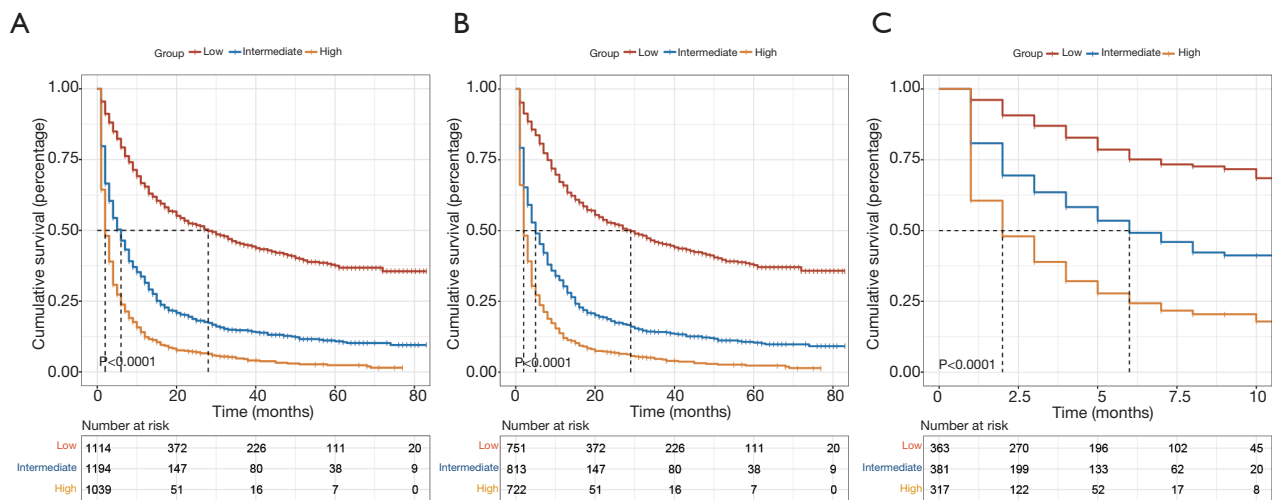 A
Group Low Intermediate High
1.00
0.75
0.50
0.25
0.00
Cumulative survival (percentage)
P<0.0001
0 20 40 60 80
Time (months)
Number at risk
Low 1114 372 226 111 20
Intermediate 1194 147 80 38 9
High 1039 51 16 7 0
B
Group Low Intermediate High
1.00
0.75
0.50
0.25
0.00
Cumulative survival (percentage)
P<0.0001
0 20 40 60 80
Time (months)
Number at risk
Low 751 372 226 111 20
Intermediate 813 147 80 38 9
High 722 51 16 7 0
C
Group Low Intermediate High
1.00
0.75
0.50
0.25
0.00
Cumulative survival (percentage)
P<0.0001
0 2.5 5 7.5 10
Time (months)
Number at risk
Low 363 270 196 102 45
Intermediate 381 199 133 62 20
High 317 122 52 17 8